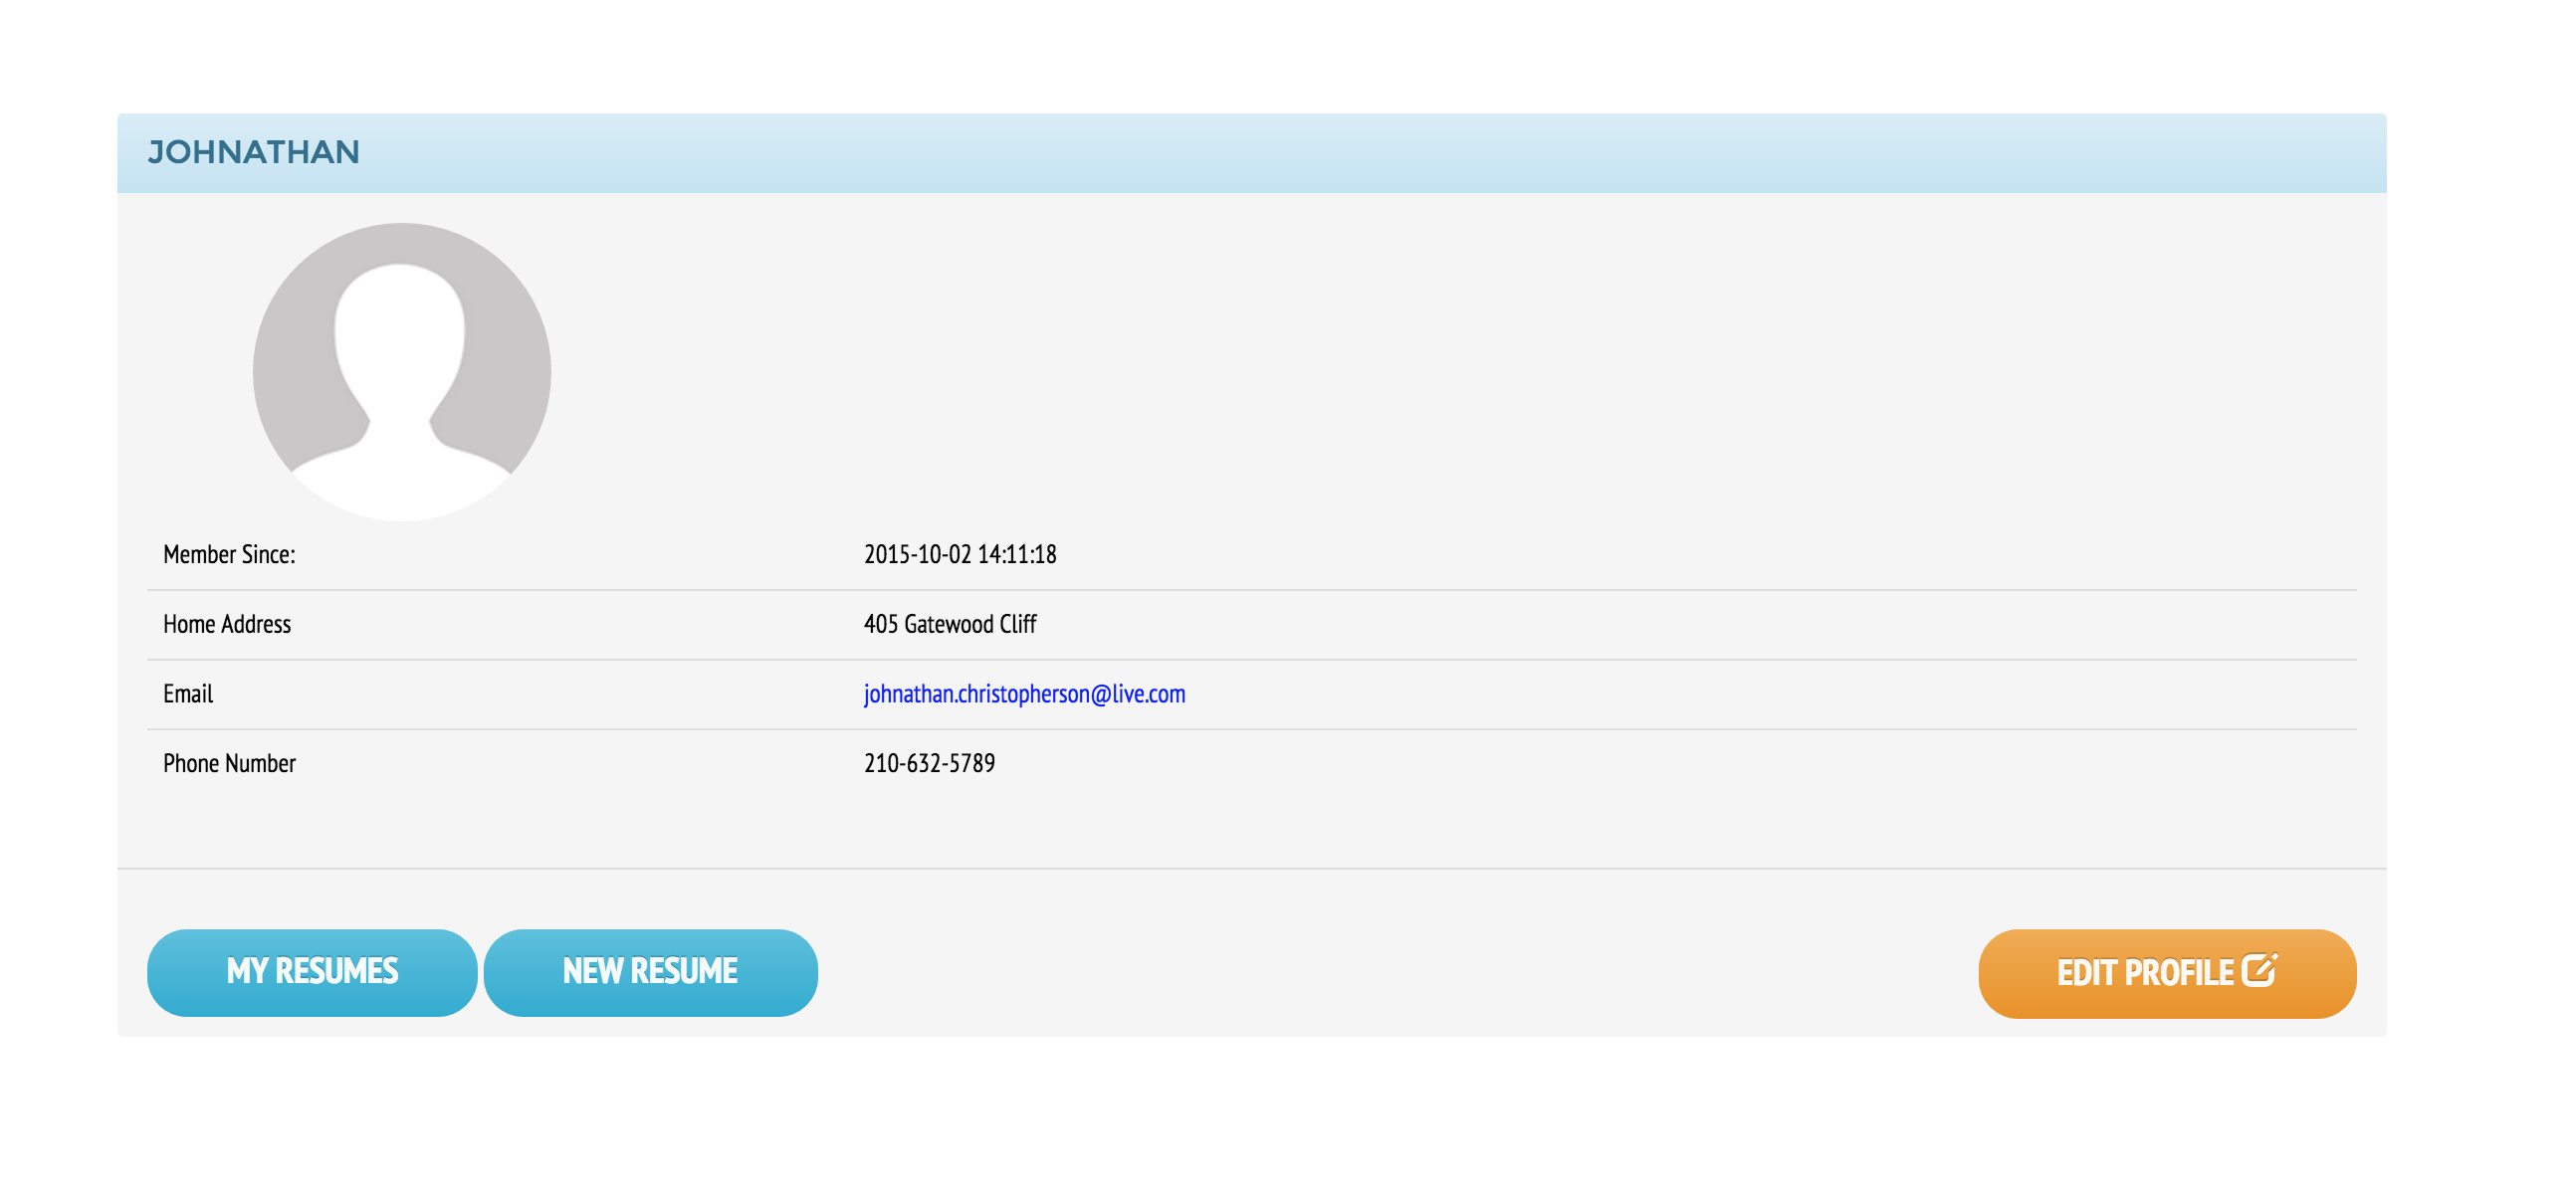 JOHNATHAN
Member Since: 2015-10-02 14:11:18
Home Address 405 Gatewood Cliff
Email johnathan.christopherson@live.com
Phone Number 210-632-5789
MY RESUMES NEW RESUME EDIT PROFILE